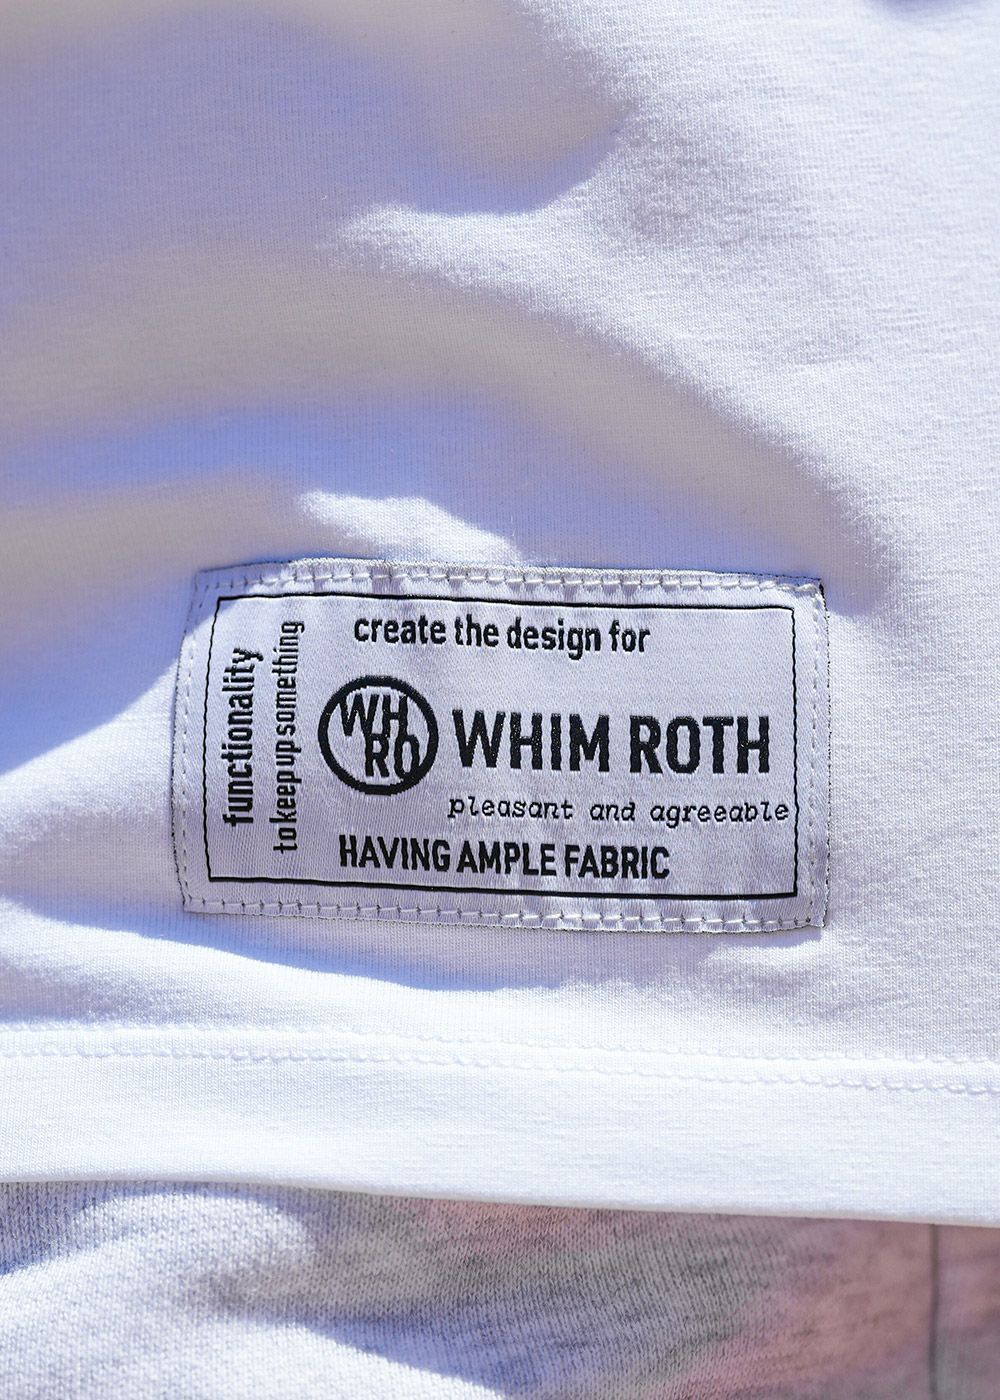 functionality
to keep up something
create the design for
WH
RO
WHIM ROTH
pleasant and agreeable
HAVING AMPLE FABRIC